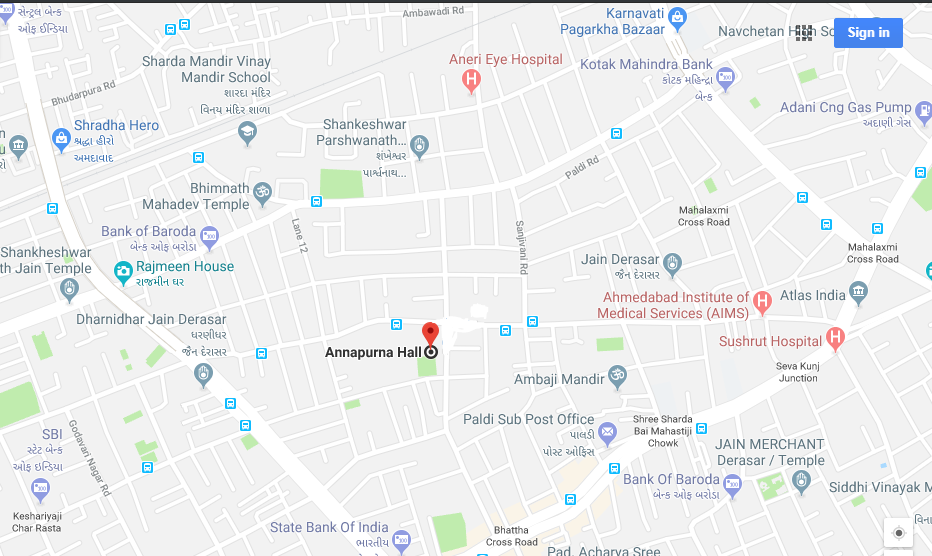 સેન્ટ્રલ બેન્ક
ઓફ ઈન્ડિયા
Ambawadi Rd
Karnavati
Pagarkha Bazaar
Navchetan High Sc
Sign in
Sharda Mandir Vinay
Mandir School
શારદા મંદિર
વિનય મંદિર શાળા
Aneri Eye Hospital
Kotak Mahindra Bank
કોટક મહિન્દ્રા
બેન્ક
Bhudarpura Rd
Adani Cng Gas Pump
અદાણી ગેસ
Shradha Hero
શ્રદ્ધા હીરો
અમદાવાદ
Shankeshwar
Parshwanath...
શંખેશ્વર
પાર્શ્વનાથ...
Paldi Rd
Bhimnath
Mahadev Temple
Mahalaxmi
Cross Road
Lane 12
Sanjivani Rd
Bank of Baroda
બેન્ક ઓફ બરોડા
Shankheshwar
th Jain Temple
Rajmeen House
રાજમીન ઘર
Mahalaxmi
Cross Road
Jain Derasar
જૈન દેરાસર
Ahmedabad Institute of
Medical Services (AIMS)
Atlas India
Dharnidhar Jain Derasar
ધરણીધર
જૈન દેરાસર
Sushrut Hospital
Annapurna Hall
Seva Kunj
Junction
Ambaji Mandir
Godavari Nagar Rd
SBI
સ્ટેટ બેન્ક
ઓફ ઇન્ડિયા
Paldi Sub Post Office
પાલડી
પોસ્ટ ઓફિસ
Shree Sharda
Bai Mahastiji
Chowk
JAIN MERCHANT
Derasar / Temple
Bank Of Baroda
બેન્ક ઓફ બરોડા
Siddhi Vinayak M
Keshariyaji
Char Rasta
State Bank Of India
ભારતીય
Bhattha
Cross Road
Pad. Acharya Sree